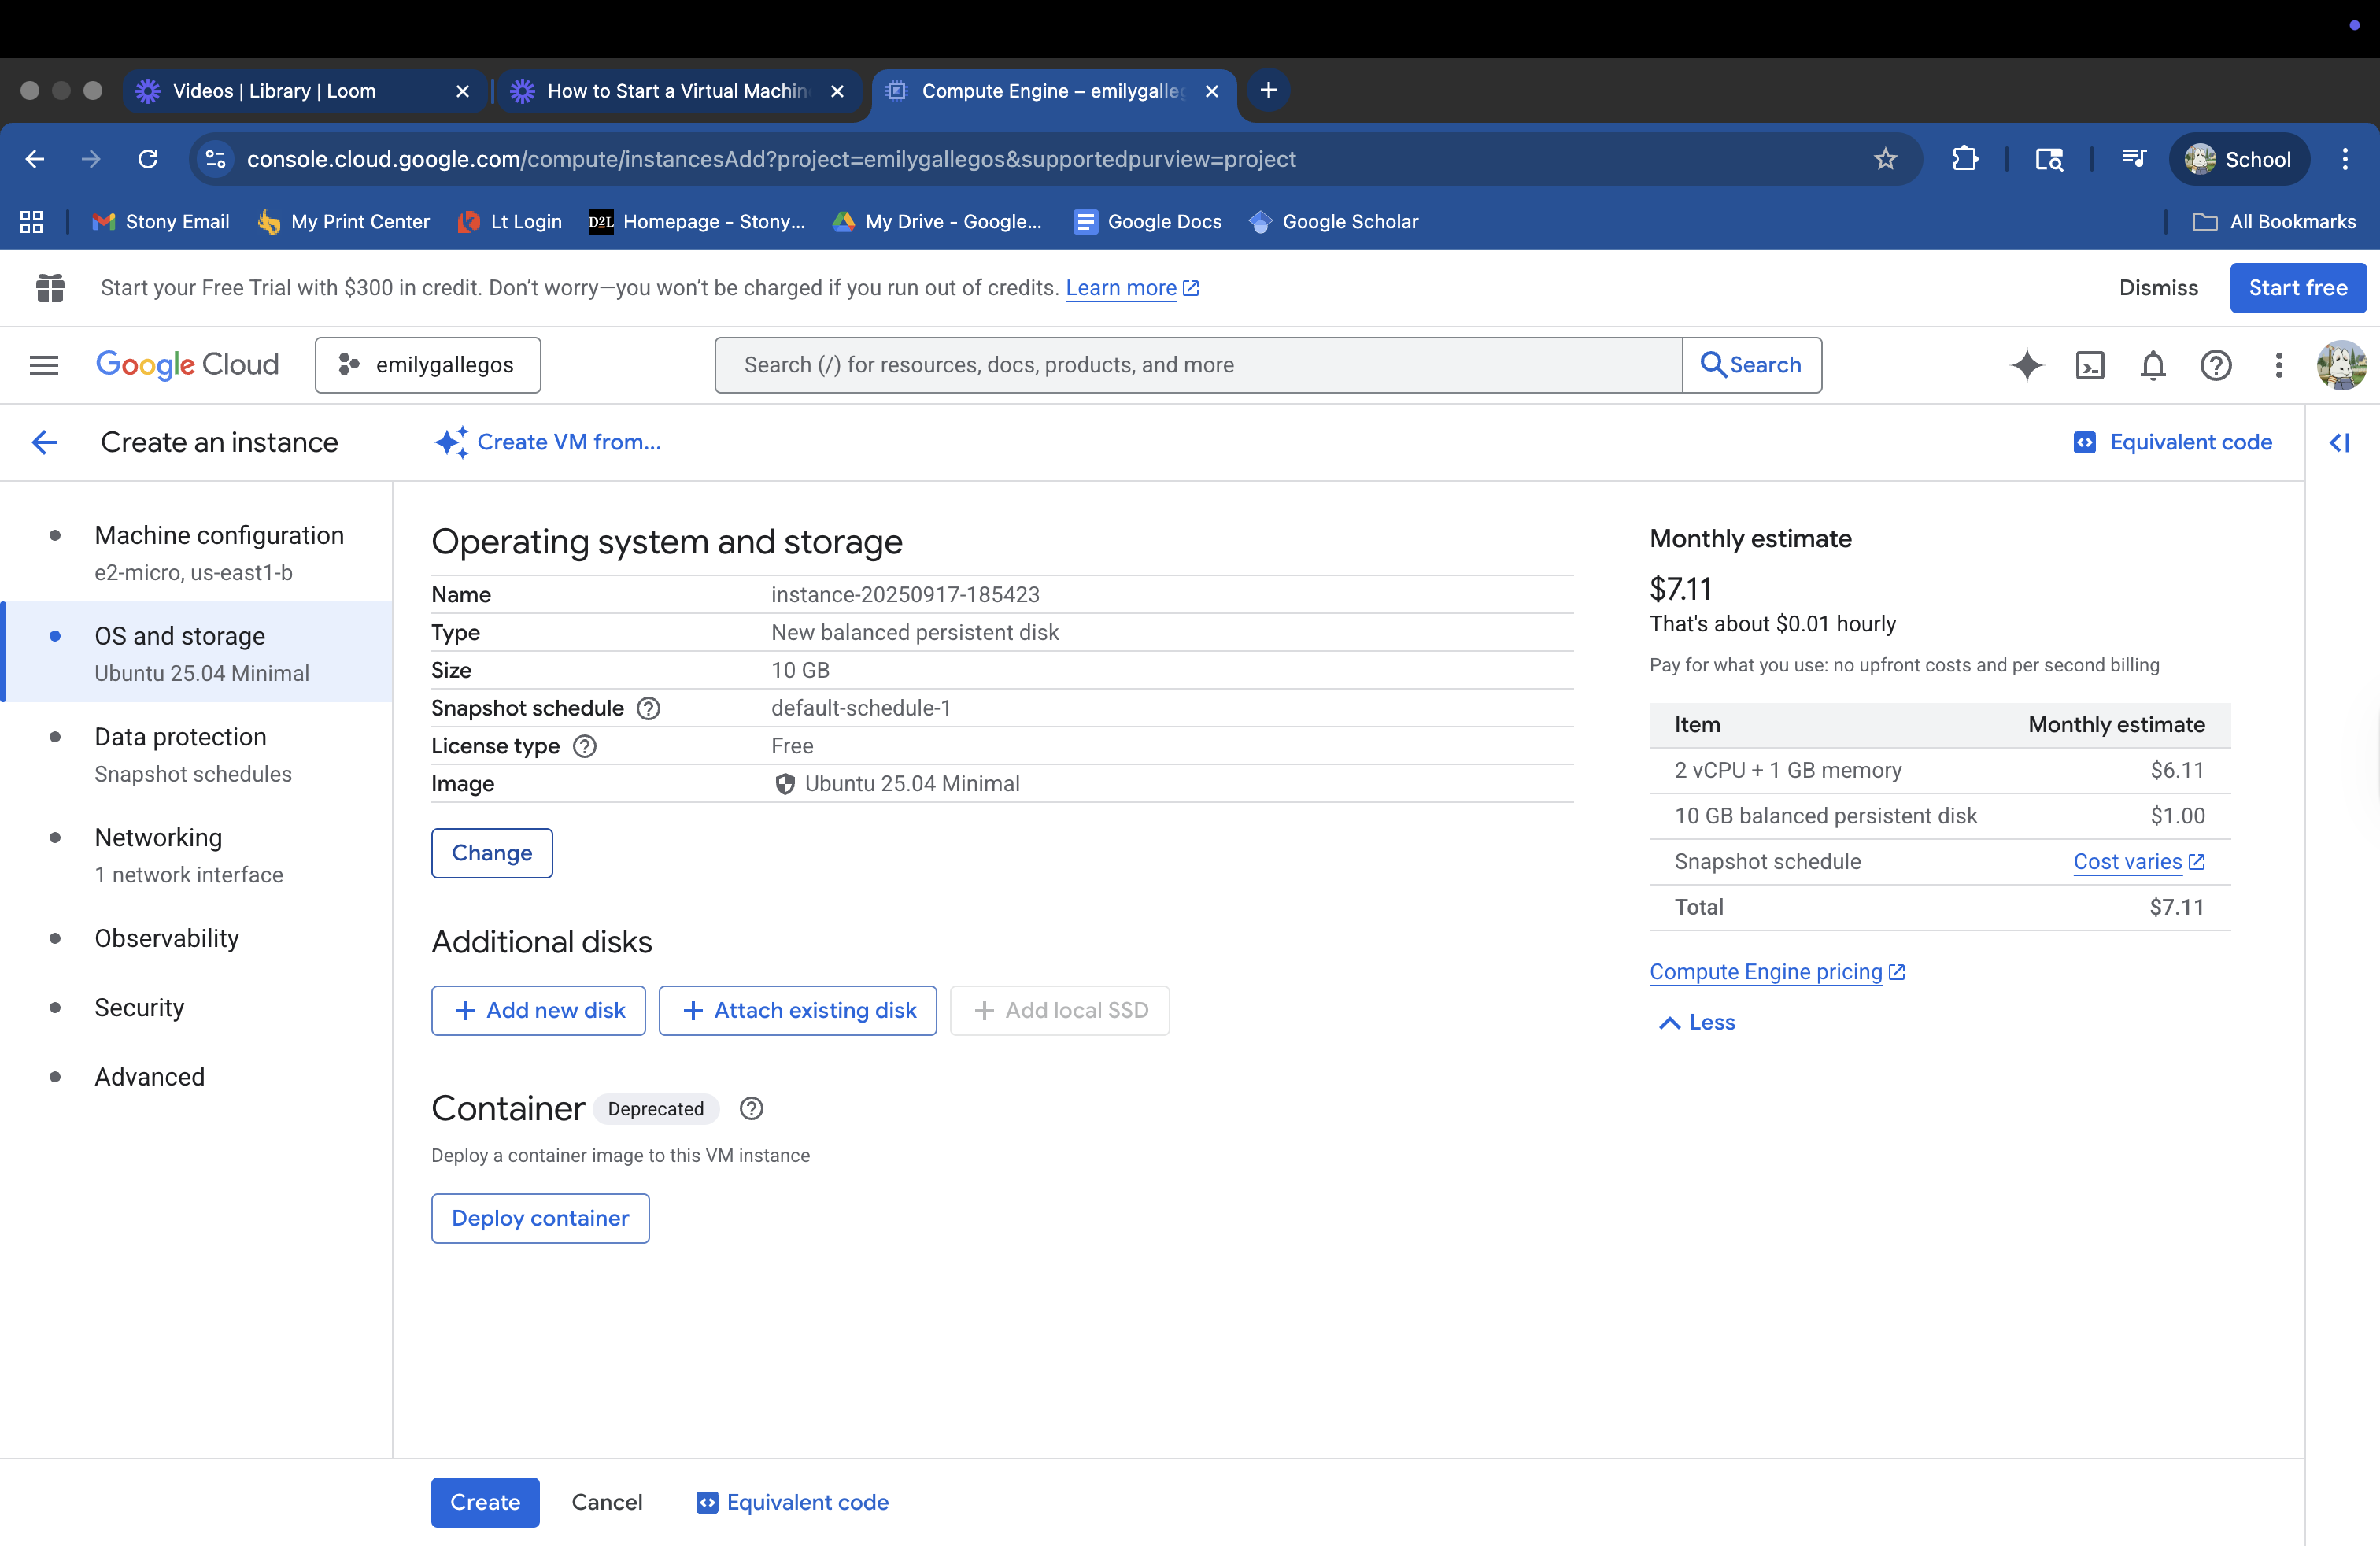 Videos | Library | Loom
How to Start a Virtual Machin
Compute Engine – emilygalleg
console.cloud.google.com/compute/instancesAdd?project=emilygallegos&supportedpurview=project
School
Stony Email
My Print Center
Lt Login
D2L
Homepage - Stony...
My Drive - Google...
Google Docs
Google Scholar
All Bookmarks
Start your Free Trial with $300 in credit. Don’t worry—you won’t be charged if you run out of credits. Learn more
Dismiss
Start free
Google Cloud
emilygallegos
Search (/) for resources, docs, products, and more
Search
Create an instance
Create VM from...
Equivalent code
Machine configuration
e2-micro, us-east1-b
OS and storage
Ubuntu 25.04 Minimal
Data protection
Snapshot schedules
Networking
1 network interface
Observability
Security
Advanced
Operating system and storage
Name instance-20250917-185423
Type New balanced persistent disk
Size 10 GB
Snapshot schedule default-schedule-1
License type Free
Image Ubuntu 25.04 Minimal
Change
Additional disks
Add new disk
Attach existing disk
Add local SSD
Container Deprecated
Deploy a container image to this VM instance
Deploy container
Monthly estimate
$7.11
That's about $0.01 hourly
Pay for what you use: no upfront costs and per second billing
Item Monthly estimate
2 vCPU + 1 GB memory $6.11
10 GB balanced persistent disk $1.00
Snapshot schedule Cost varies
Total $7.11
Compute Engine pricing
Less
Create
Cancel
Equivalent code